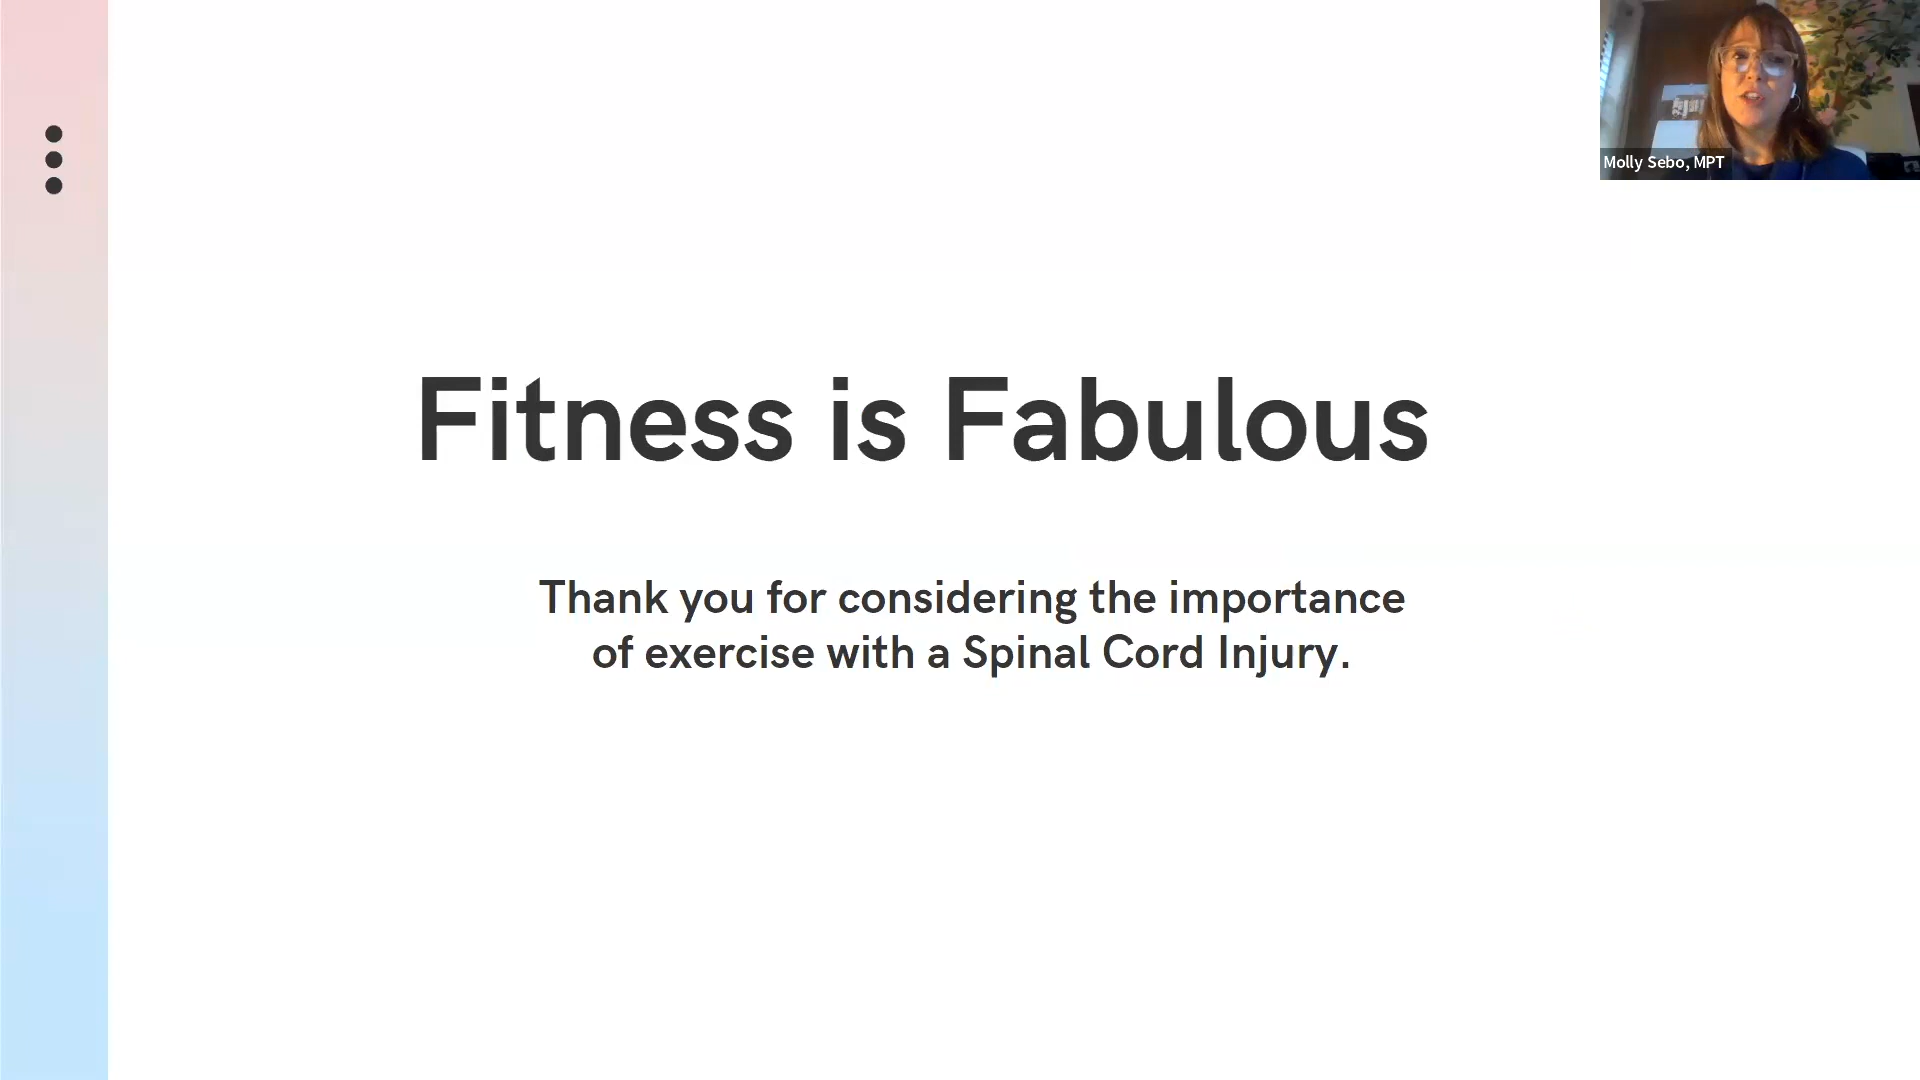 Molly Sebo, MPT
Fitness is Fabulous
Thank you for considering the importance
of exercise with a Spinal Cord Injury.